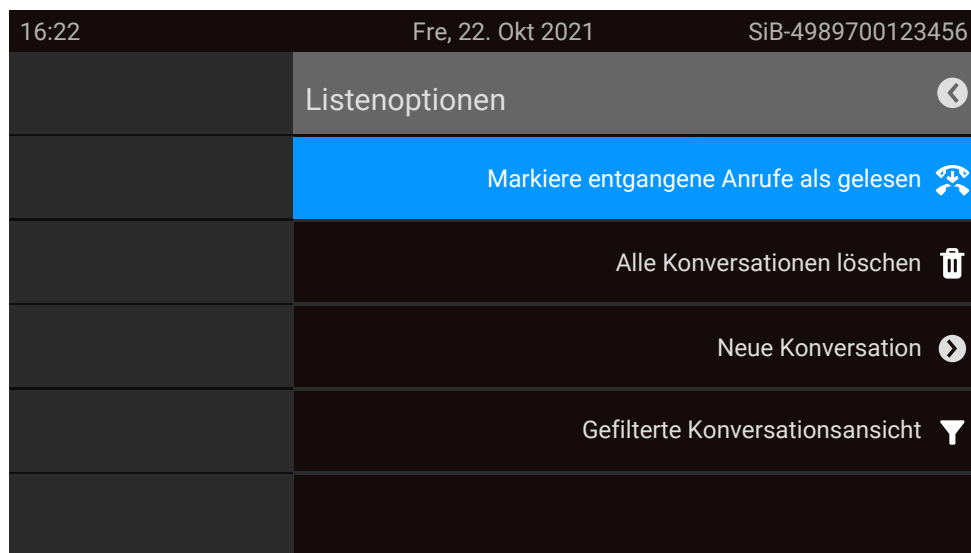 16:22 Fre, 22. Okt 2021 SiB-4989700123456
Listenoptionen
Markiere entgangene Anrufe als gelesen
Alle Konversationen löschen
Neue Konversation
Gefilterte Konversationsansicht